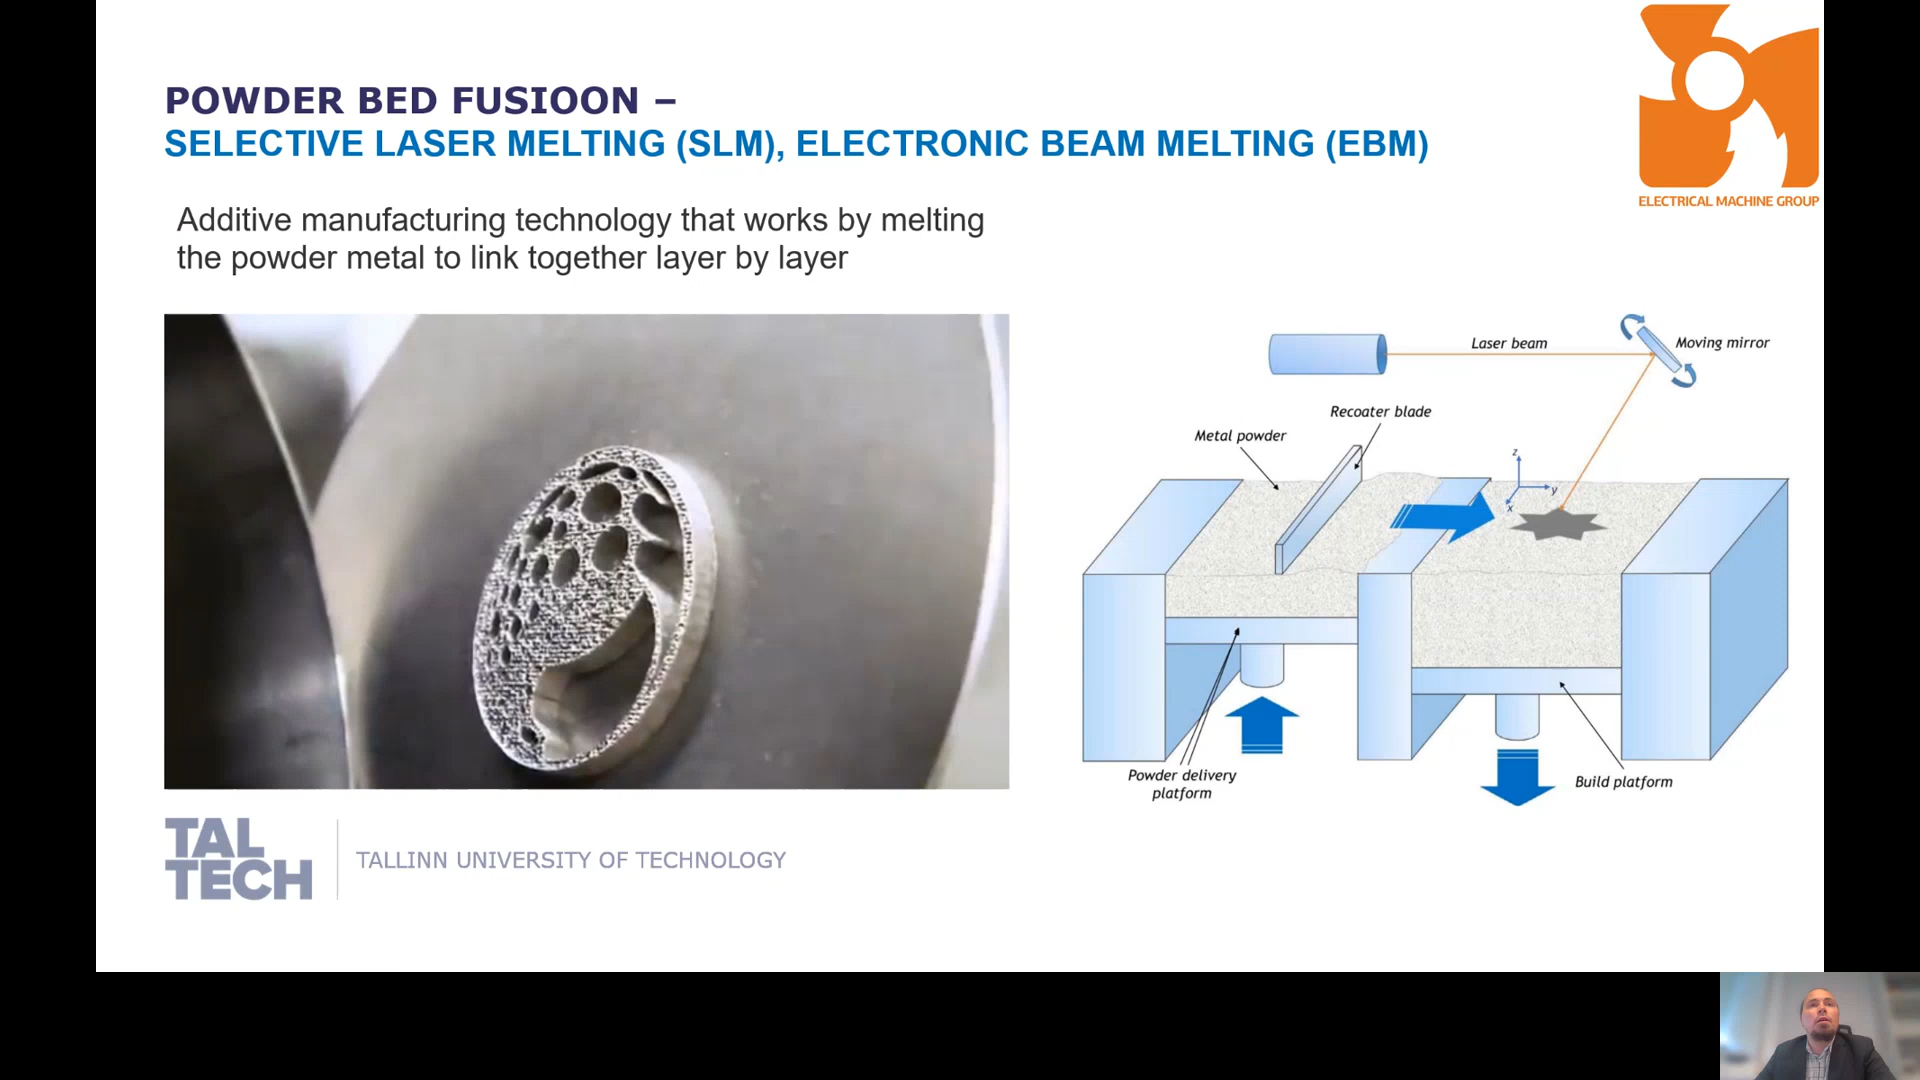 POWDER BED FUSIOON –
SELECTIVE LASER MELTING (SLM), ELECTRONIC BEAM MELTING (EBM)
ELECTRICAL MACHINE GROUP
Additive manufacturing technology that works by melting
the powder metal to link together layer by layer
Laser beam
Moving mirror
Recoater blade
Metal powder
z
y
x
Powder delivery
platform
Build platform
TAL
TECH
TALLINN UNIVERSITY OF TECHNOLOGY